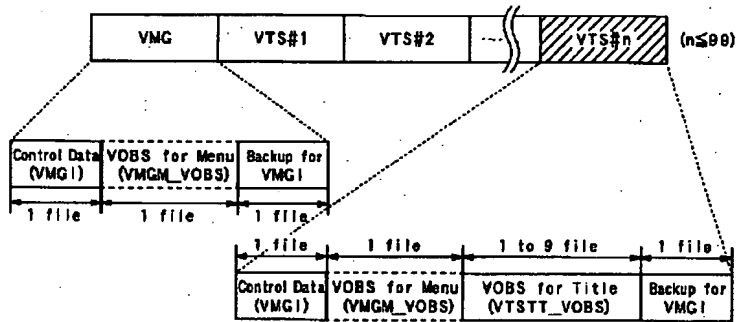 VMG VTS#1 VTS#2 ---- VTS#n (n≦99)
Control Data VOBS for Menu Backup for
(VMGI) (VMGM_VOBS) VMGI
1 file 1 file 1 file
1 file 1 file 1 to 9 file 1 file
Control Data VOBS for Menu VOBS for Title Backup for
(VMGI) (VMGM_VOBS) (VTSTT_VOBS) VMGI